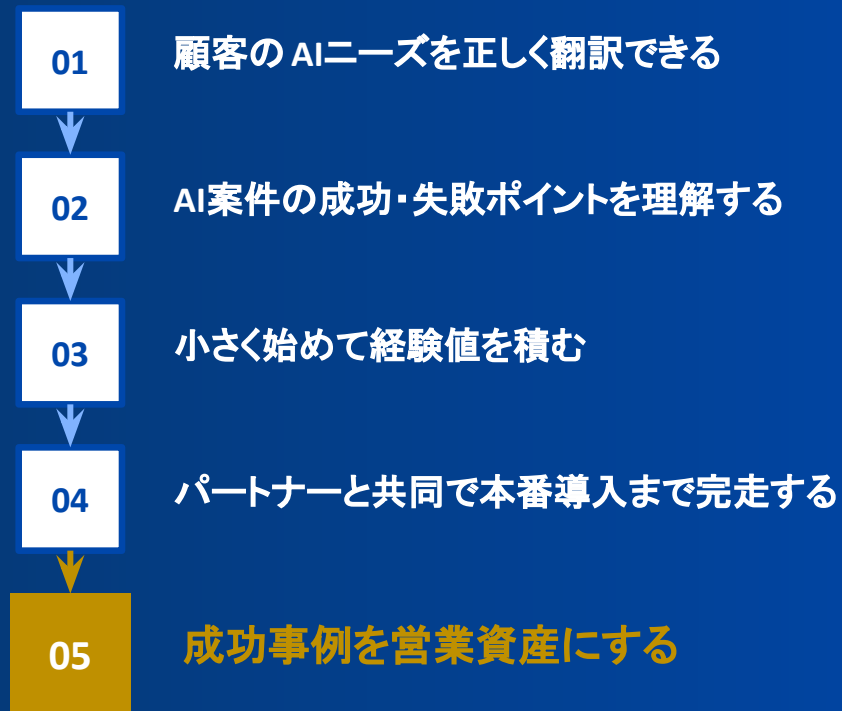 01
顧客のAIニーズを正しく翻訳できる
02
AI案件の成功・失敗ポイントを理解する
03
小さく始めて経験値を積む
04
パートナーと共同で本番導入まで完走する
05
成功事例を営業資産にする